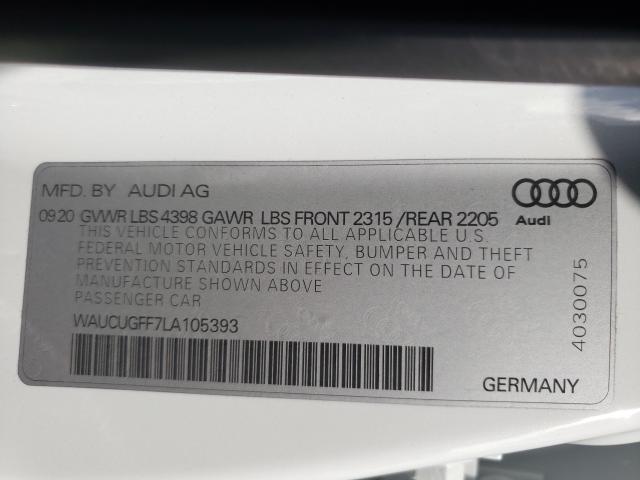 MFD. BY AUDI AG
09 20 GVWR LBS 4398 GAWR LBS FRONT 2315 / REAR 2205
Audi
THIS VEHICLE CONFORMS TO ALL APPLICABLE U.S.
FEDERAL MOTOR VEHICLE SAFETY, BUMPER AND THEFT
PREVENTION STANDARDS IN EFFECT ON THE DATE OF
MANUFACTURE SHOWN ABOVE
PASSENGER CAR
WAUCUGFF7LA105393
4030075
GERMANY